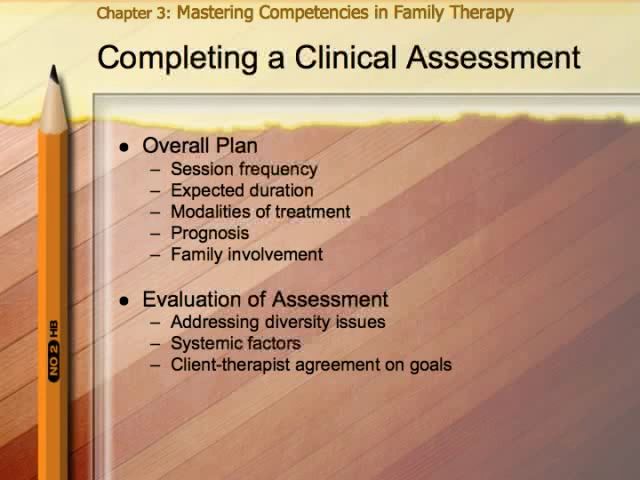 Chapter 3: Mastering Competencies in Family Therapy
Completing a Clinical Assessment
• Overall Plan
– Session frequency
– Expected duration
– Modalities of treatment
– Prognosis
– Family involvement
• Evaluation of Assessment
– Addressing diversity issues
– Systemic factors
– Client-therapist agreement on goals
NO 2 HB